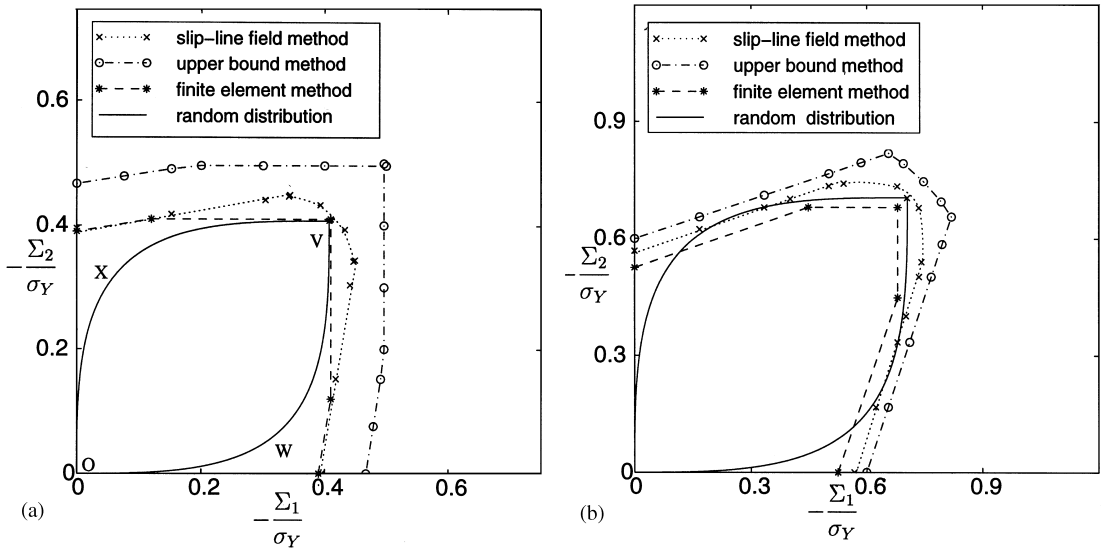 slip-line field method
upper bound method
finite element method
random distribution
0.6
0.4
0.2
0
-Σ2/σY
X
V
W
O
0
0.2
0.4
0.6
-Σ1/σY
(a)
slip-line field method
upper bound method
finite element method
random distribution
0.9
0.6
0.3
0
-Σ2/σY
0
0.3
0.6
0.9
-Σ1/σY
(b)